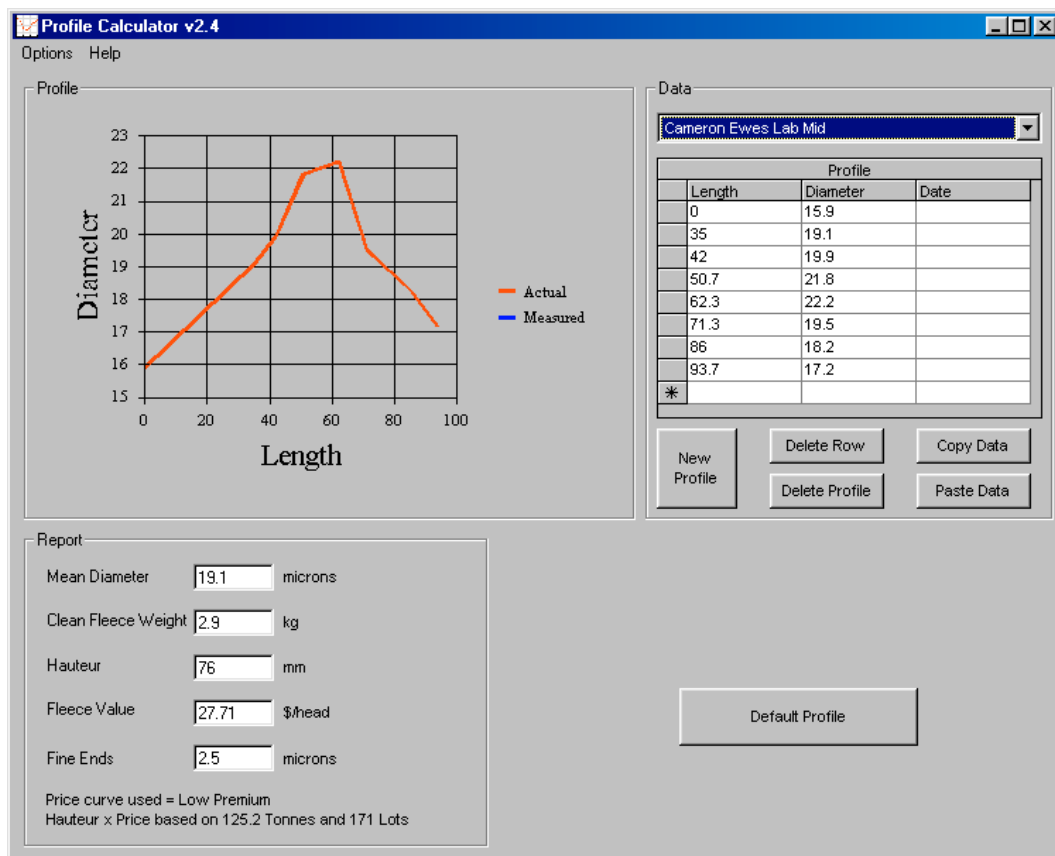 Profile Calculator v2.4
Options Help
Profile
23
22
21
20
19
18
17
16
15
0 20 40 60 80 100
Diameter
Length
Actual
Measured
Data
Cameron Ewes Lab Mid
Profile
Length Diameter Date
0 15.9
35 19.1
42 19.9
50.7 21.8
62.3 22.2
71.3 19.5
86 18.2
93.7 17.2
*
New Profile
Delete Row
Copy Data
Delete Profile
Paste Data
Report
Mean Diameter 19.1 microns
Clean Fleece Weight 2.9 kg
Hauteur 76 mm
Fleece Value 27.71 $/head
Fine Ends 2.5 microns
Price curve used = Low Premium
Hauteur x Price based on 125.2 Tonnes and 171 Lots
Default Profile